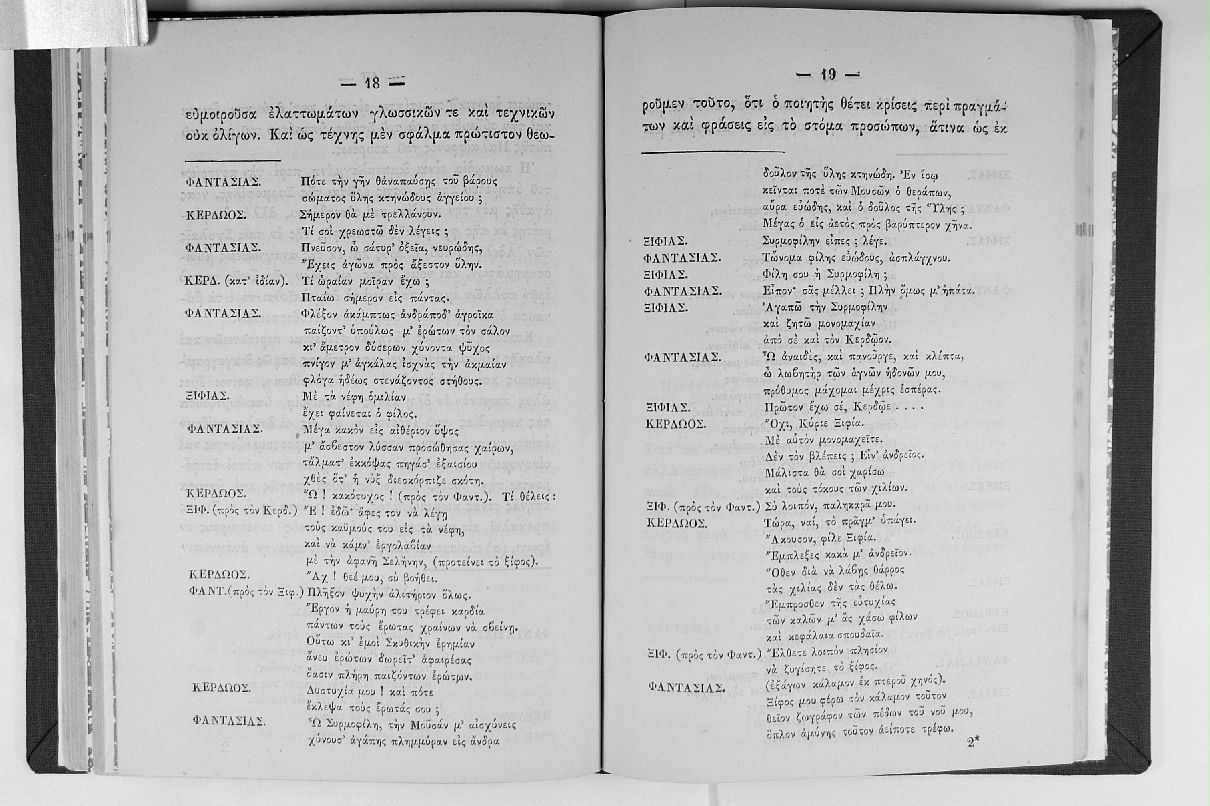 — 18 —
εὐμοιροῦσα ἐλαττωμάτων γλωσσικῶν τε καὶ τεχνικῶν
οὐκ ὀλίγων. Καὶ ὡς τέχνης μὲν σφάλμα πρώτιστον θεω-
ΦΑΝΤΑΣΙΑΣ. Πότε τὴν γῆν θἀναπαύσῃς τοῦ βάρους
σώματος ὕλης κτηνώδους ἀγγείου ;
ΚΕΡΔΩΟΣ. Σήμερον θὰ μὲ τρελλάνουν.
Τί σοὶ χρεωστῶ δὲν λέγεις ;
ΦΑΝΤΑΣΙΑΣ. Πνεῦσον, ὦ σάτυρ' ὀξεῖα, νευρώδης,
Ἔχεις ἀγῶνα πρὸς ἄξεστον ὕλην.
ΚΕΡΔ. (κατ' ἰδίαν). Τί ὡραίαν μοῖραν ἔχω ;
Πταίω σήμερον εἰς πάντας.
ΦΑΝΤΑΣΙΑΣ. Φλέξον ἀκάμπτως ἀνδράποδ' ἀγροῖκα
παίζοντ' ὑπούλως μ' ἐρώτων τὸν σάλον
κι' ἄμετρον δύσερων χύνοντα ψῦχος
πνίγον μ' ἀγκάλας ἰσχνὰς τὴν ἀκμαίαν
φλόγα ἡδέως στενάζοντος στήθους.
ΞΙΦΙΑΣ. Μὲ τὰ νέφη ὁμιλίαν
ἔχει φαίνεται ὁ φίλος.
ΦΑΝΤΑΣΙΑΣ. Μέγα κακὸν εἰς αἰθέριον ὕψος
μ' ἄσβεστον λύσσαν προσώθησας χαίρων,
τἄλματ' ἐκκόψας πηγάσ' ἐξαισίου
χθὲς ὅτ' ἡ νὺξ διεσκόρπιζε σκότη.
ΚΕΡΔΩΟΣ. Ὤ ! κακότυχος ! (πρὸς τὸν Φαντ.). Τί θέλεις :
ΞΙΦ. (πρὸς τὸν Κερδ.) Ἔ ! ἐδῶ· ἄφες τον νὰ λέγῃ
τοὺς καϋμούς του εἰς τὰ νέφη,
καὶ νὰ κάμν' ἐργολαβίαν
μὲ τὴν ἀφανῆ Σελήνην, (προτείνει τὸ ξίφος).
ΚΕΡΔΩΟΣ. Ἄχ ! θεέ μου, σὺ βοήθει.
ΦΑΝΤ.(πρὸς τὸν Ξιφ.) Πλῆξον ψυχὴν ἀλιτήριον ὅλως.
Ἔργον ἡ μαύρη του τρέφει καρδία
πάντων τοὺς ἔρωτας χραίνων νὰ σβείνῃ.
Οὕτω κι' ἐμοὶ Σκυθικὴν ἐρημίαν
ἄνευ ἐρώτων δωρεῖτ' ἀφαιρέσας
ὄασιν πλήρη παιζόντων ἐρώτων.
ΚΕΡΔΩΟΣ. Δυστυχία μου ! καὶ πότε
ἔκλεψα τοὺς ἔρωτάς σου ;
ΦΑΝΤΑΣΙΑΣ. Ὦ Συρμοφίλη, τὴν Μοῦσάν μ' αἰσχύνεις
χύνουσ' ἀγάπης πλημμύραν εἰς ἄνδρα
— 19 —
ροῦμεν τοῦτο, ὅτι ὁ ποιητὴς θέτει κρίσεις περὶ πραγμά-
των καὶ φράσεις εἰς τὸ στόμα προσώπων, ἅτινα ὡς ἐκ
δοῦλον τῆς ὕλης κτηνώδη. Ἐν ἴσῳ
κεῖνται ποτὲ τῶν Μουσῶν ὁ θεράπων,
αὔρα εὐώδης, καὶ ὁ δοῦλος τῆς Ὕλης ;
Μέγας ὁ εἷς ἀετὸς πρὸς βαρύπτερον χῆνα.
ΞΙΦΙΑΣ. Συρμοφίλην εἶπες ; λέγε.
ΦΑΝΤΑΣΙΑΣ. Τὤνομα φίλης εὐώδους, ἀσπλάγχνου.
ΞΙΦΙΑΣ. Φίλη σου ἡ Συρμοφίλη ;
ΦΑΝΤΑΣΙΑΣ. Εἶπον· σᾶς μέλλει ; Πλὴν ὅμως μ' ἠπάτα.
ΞΙΦΙΑΣ. Ἀγαπῶ τὴν Συρμοφίλην
καὶ ζητῶ μονομαχίαν
ἀπὸ σὲ καὶ τὸν Κερδῷον.
ΦΑΝΤΑΣΙΑΣ. Ὦ ἀναιδὲς, καὶ πανοῦργε, καὶ κλέπτα,
ὦ λωβητὴρ τῶν ἁγνῶν ἡδονῶν μου,
πρόθυμος μάχομαι μέχρις ἑσπέρας.
ΞΙΦΙΑΣ. Πρῶτον ἔχω σέ, Κερδῷε . . . .
ΚΕΡΔΩΟΣ. Ὄχι, Κύριε Ξιφία.
Μὲ αὐτὸν μονομαχεῖτε.
Δὲν τὸν βλέπεις ; Εἶν' ἀνδρεῖος.
Μάλιστα θὰ σοὶ χαρίσω
καὶ τοὺς τόκους τῶν χιλίων.
ΞΙΦ. (πρὸς τὸν Φαντ.) Σὺ λοιπόν, παληκαρᾶ μου.
ΚΕΡΔΩΟΣ. Τώρα, ναί, τὸ πρᾶγμ' ὑπάγει.
Ἄκουσον, φίλε Ξιφία.
Ἔμπλεξες κακὰ μ' ἀνδρεῖον.
Ὅθεν διὰ νὰ λάβῃς θάρρος
τὰς χιλίας δὲν τὰς θέλω.
Ἔμπροσθεν τῆς εὐτυχίας
τῶν καλῶν μ' ἂς χάσω φίλων
καὶ κεφάλαια σπουδαῖα.
ΞΙΦ. (πρὸς τὸν Φαντ.) Ἔλθετε λοιπὸν πλησίον
νὰ ζυγίσητε τὸ ξίφος.
ΦΑΝΤΑΣΙΑΣ. (ἐξάγων κάλαμον ἐκ πτεροῦ χηνός).
Ξίφος μου φέρω τὸν κάλαμον τοῦτον
θεῖον ζωγράφον τῶν πέδων τοῦ νοῦ μου,
ὅπλον ἀμύνης τοῦτον ἀείποτε τρέφω.
2*